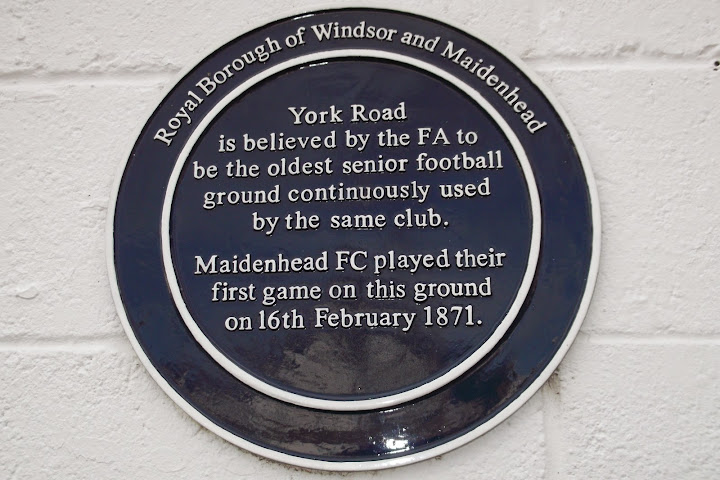 Royal Borough of Windsor and Maidenhead
York Road
is believed by the FA to
be the oldest senior football
ground continuously used
by the same club.
Maidenhead FC played their
first game on this ground
on 16th February 1871.